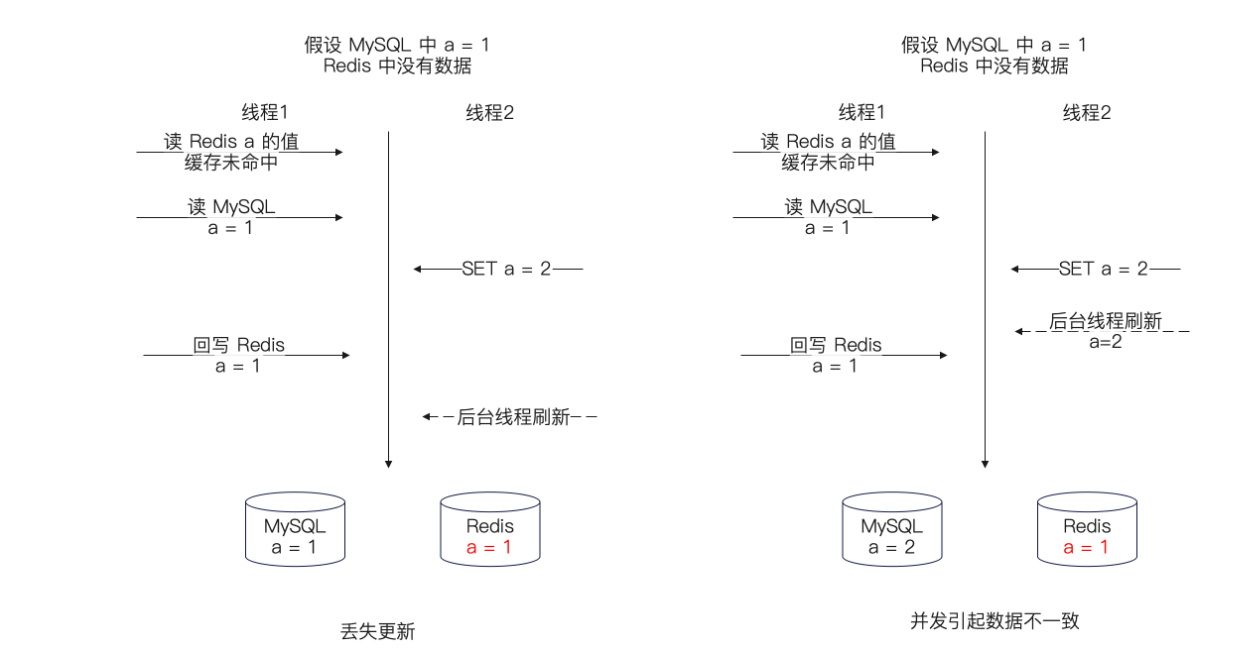 假设 MySQL 中 a = 1
Redis 中没有数据
线程1
线程2
读 Redis a 的值
缓存未命中
读 MySQL
a = 1
SET a = 2
回写 Redis
a = 1
后台线程刷新
MySQL
a = 1
Redis
a = 1
丢失更新
假设 MySQL 中 a = 1
Redis 中没有数据
线程1
线程2
读 Redis a 的值
缓存未命中
读 MySQL
a = 1
SET a = 2
后台线程刷新
a=2
回写 Redis
a = 1
MySQL
a = 2
Redis
a = 1
并发引起数据不一致